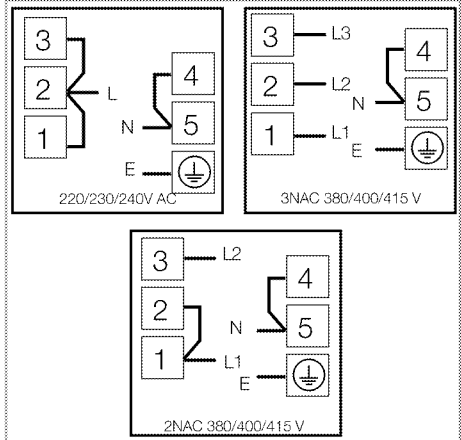 3
2 L
1
4
N 5
E
220/230/240V AC
3 L3
2 L2
1 L1
4
N 5
E
3NAC 380/400/415 V
3 L2
2
1 L1
4
N 5
E
2NAC 380/400/415 V